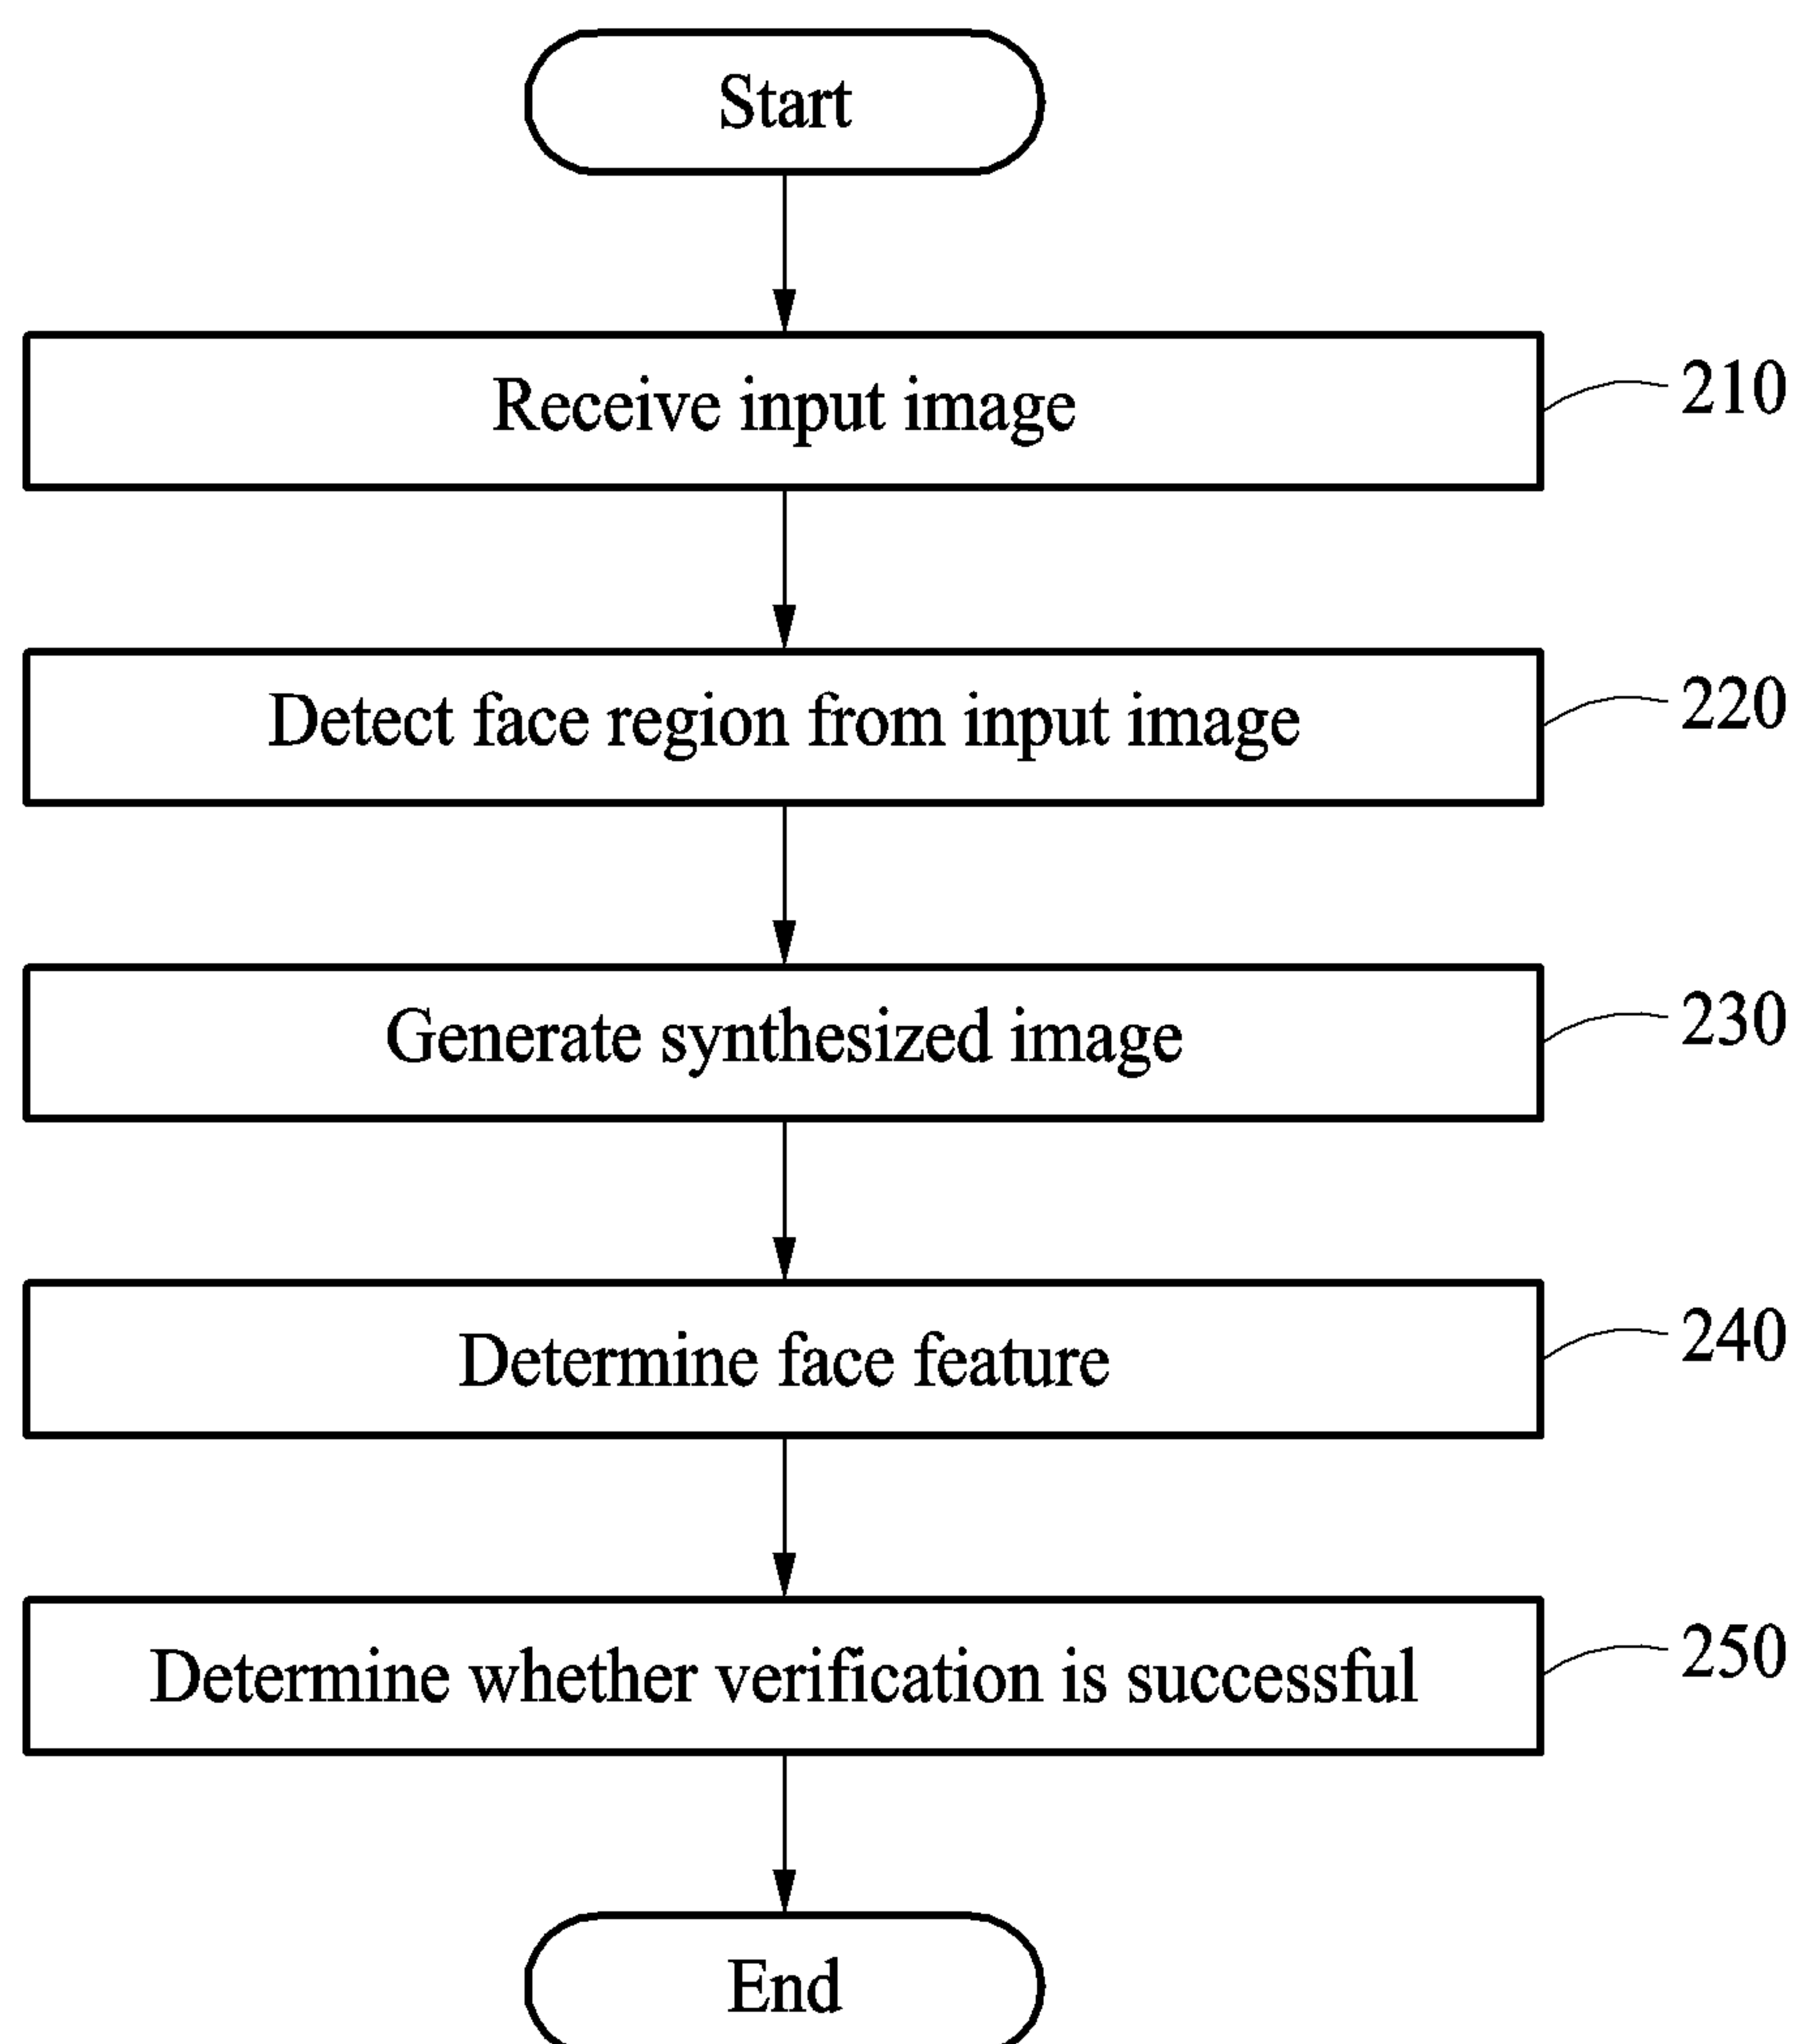 Start
Receive input image
210
Detect face region from input image
220
Generate synthesized image
230
Determine face feature
240
Determine whether verification is successful
250
End